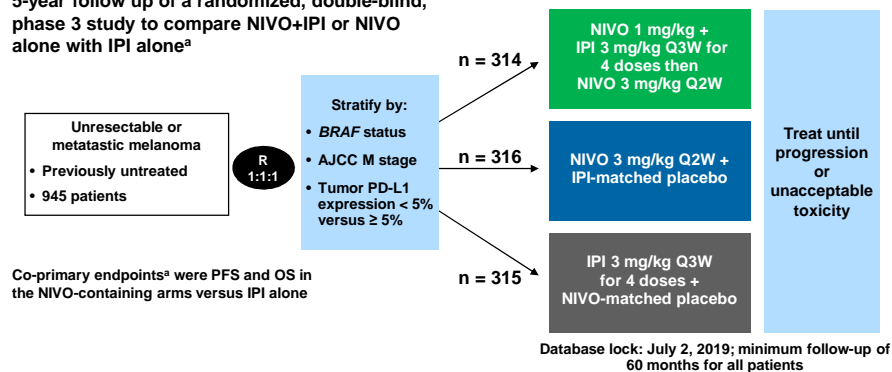 5-year follow up of a randomized, double-blind,
phase 3 study to compare NIVO+IPI or NIVO
alone with IPI aloneᵃ
Unresectable or
metatastic melanoma
• Previously untreated
• 945 patients
R
1:1:1
Stratify by:
• BRAF status
• AJCC M stage
• Tumor PD-L1
expression < 5%
versus ≥ 5%
n = 314
n = 316
n = 315
NIVO 1 mg/kg +
IPI 3 mg/kg Q3W for
4 doses then
NIVO 3 mg/kg Q2W
NIVO 3 mg/kg Q2W +
IPI-matched placebo
IPI 3 mg/kg Q3W
for 4 doses +
NIVO-matched placebo
Treat until
progression
or
unacceptable
toxicity
Co-primary endpointsᵃ were PFS and OS in
the NIVO-containing arms versus IPI alone
Database lock: July 2, 2019; minimum follow-up of
60 months for all patients